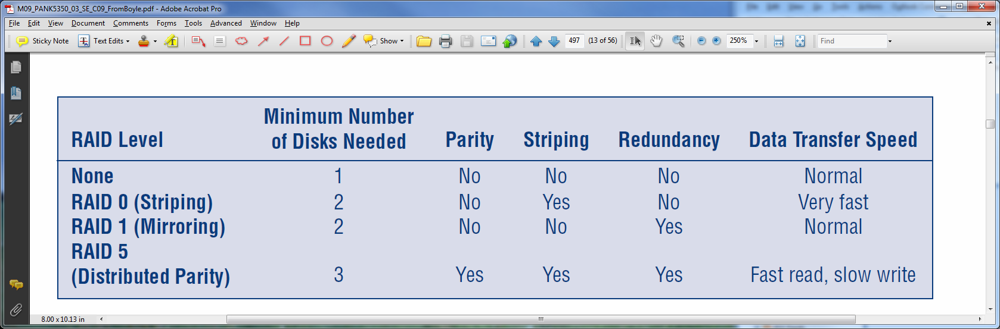 M09_PANK5350_03_SE_C09_FromBoyle.pdf - Adobe Acrobat Pro
File Edit View Document Comments Forms Tools Advanced Window Help
Sticky Note Text Edits Show 497 (13 of 56) 250% Find
Minimum Number
RAID Level of Disks Needed Parity Striping Redundancy Data Transfer Speed
None 1 No No No Normal
RAID 0 (Striping) 2 No Yes No Very fast
RAID 1 (Mirroring) 2 No No Yes Normal
RAID 5
(Distributed Parity) 3 Yes Yes Yes Fast read, slow write
8.00 x 10.13 in